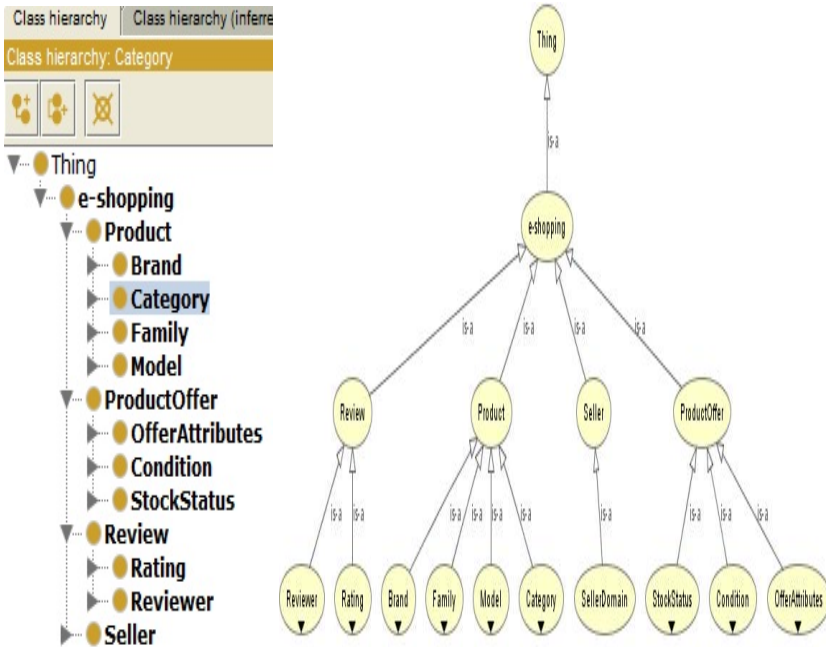 Class hierarchy
Class hierarchy (inferre
Class hierarchy: Category
Thing
e-shopping
Product
Brand
Category
Family
Model
ProductOffer
OfferAttributes
Condition
StockStatus
Review
Rating
Reviewer
Seller
Thing
is-a
e-shopping
is-a is-a is-a is-a
Review Product Seller ProductOffer
is-a is-a is-a is-a is-a is-a is-a is-a is-a is-a
Reviewer Rating Brand Family Model Category SellerDomain StockStatus Condition OfferAttributes